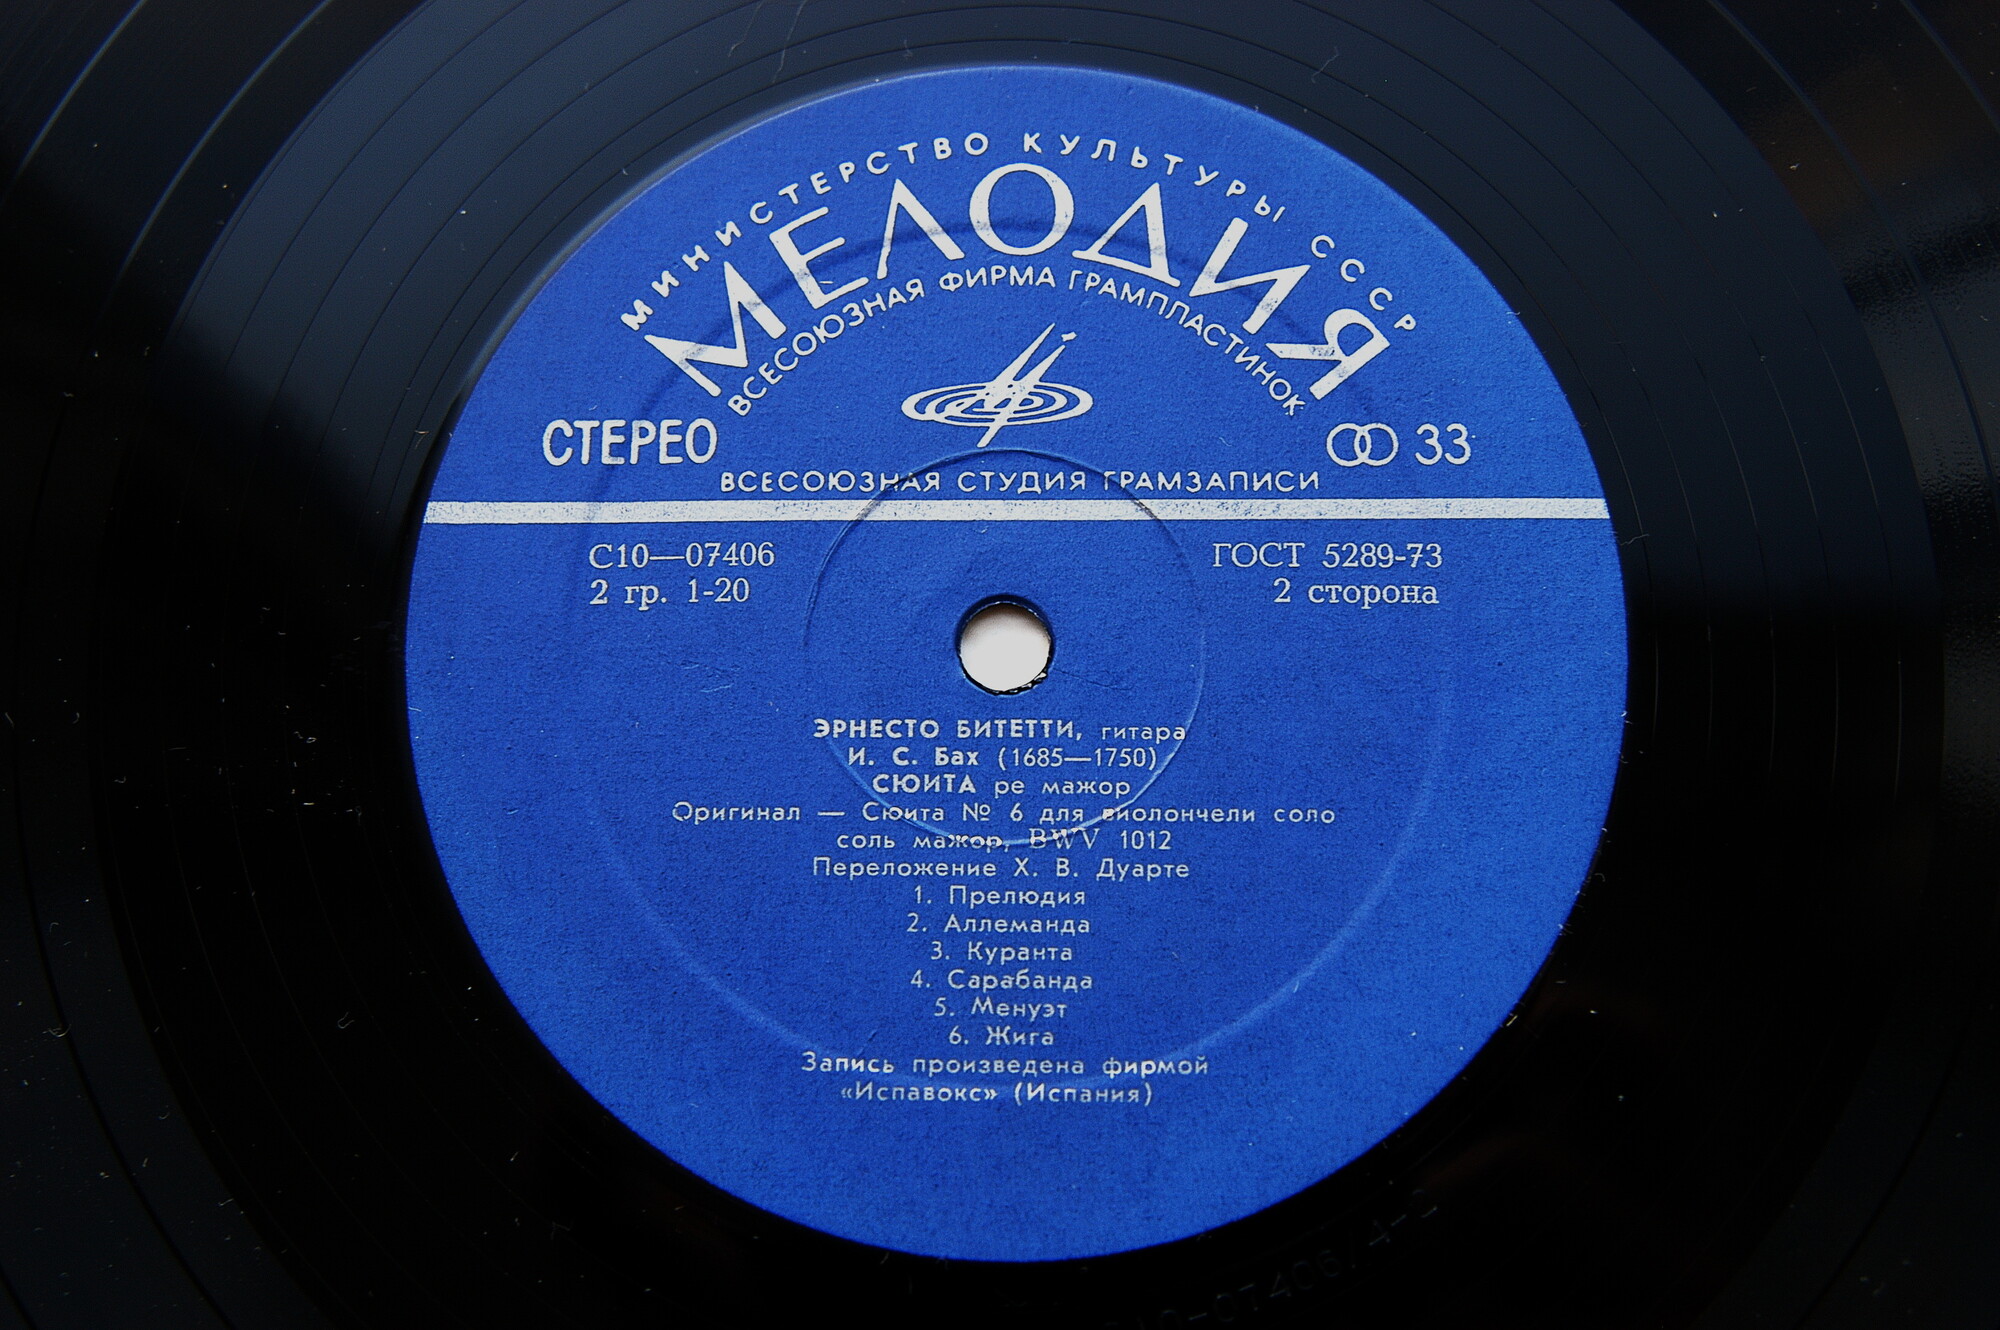 МИНИСТЕРСТВО КУЛЬТУРЫ СССР
МЕЛОДИЯ
ВСЕСОЮЗНАЯ ФИРМА ГРАМПЛАСТИНОК
СТЕРЕО
33
ВСЕСОЮЗНАЯ СТУДИЯ ГРАМЗАПИСИ
С10—07406
ГОСТ 5289-73
2 гр. 1-20
2 сторона
ЭРНЕСТО БИТЕТТИ, гитара
И. С. Бах (1685—1750)
СЮИТА ре мажор
Оригинал — Сюита № 6 для виолончели соло
соль мажор, BWV 1012
Переложение Х. В. Дуарте
1. Прелюдия
2. Аллеманда
3. Куранта
4. Сарабанда
5. Менуэт
6. Жига
Запись произведена фирмой
«Испавокс» (Испания)